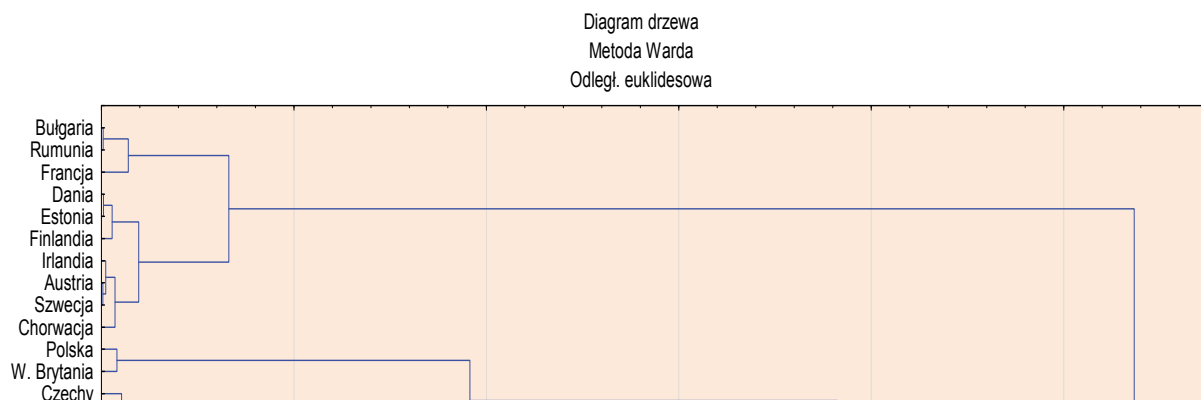 Diagram drzewa
Metoda Warda
Odległ. euklidesowa
Bułgaria
Rumunia
Francja
Dania
Estonia
Finlandia
Irlandia
Austria
Szwecja
Chorwacja
Polska
W. Brytania
Czechy